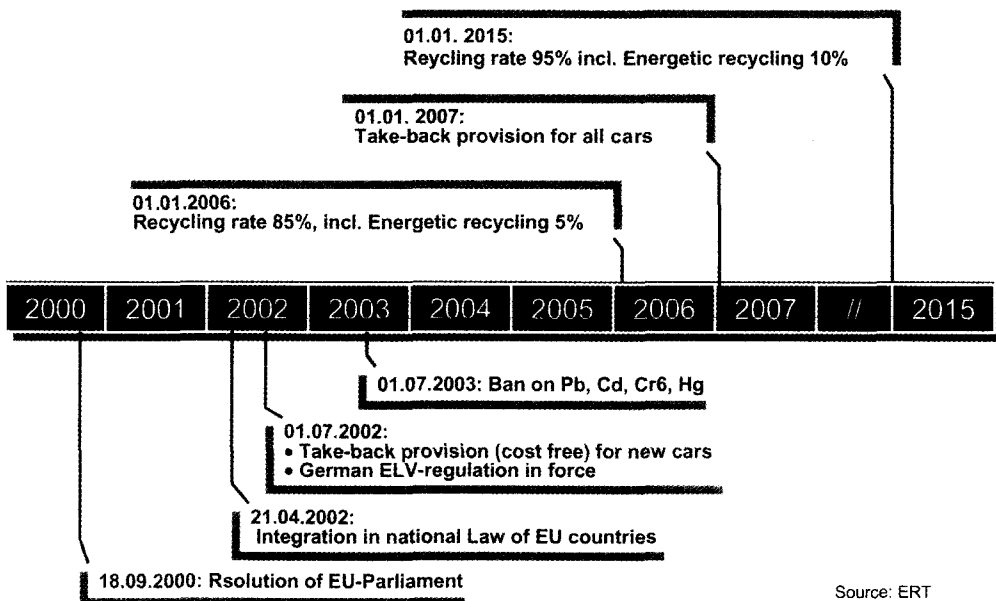 01.01. 2015:
Reycling rate 95% incl. Energetic recycling 10%
01.01. 2007:
Take-back provision for all cars
01.01.2006:
Recycling rate 85%, incl. Energetic recycling 5%
2000 2001 2002 2003 2004 2005 2006 2007 // 2015
01.07.2003: Ban on Pb, Cd, Cr6, Hg
01.07.2002:
• Take-back provision (cost free) for new cars
• German ELV-regulation in force
21.04.2002:
Integration in national Law of EU countries
18.09.2000: Rsolution of EU-Parliament
Source: ERT